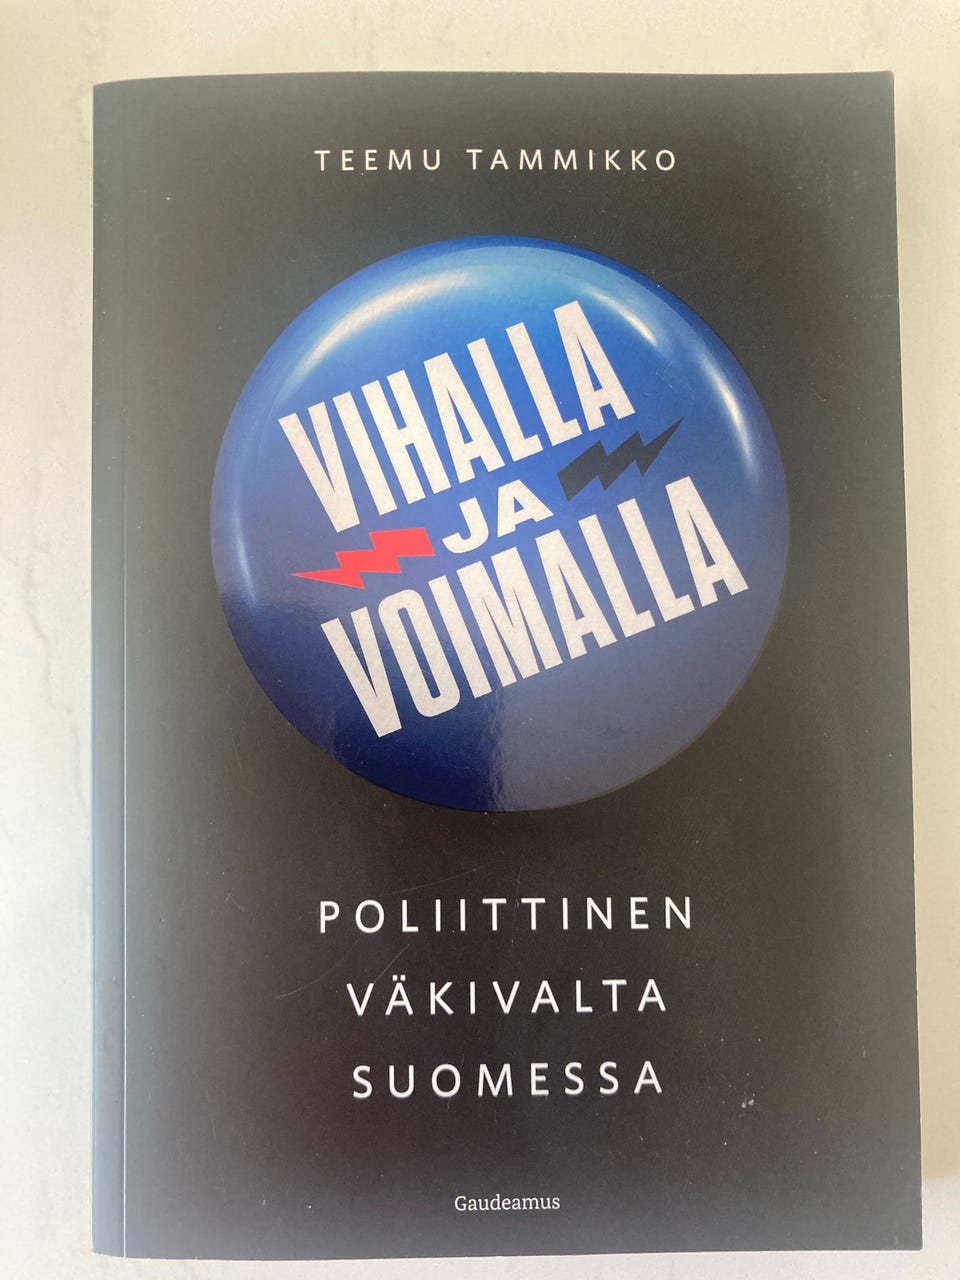 TEEMU TAMMIKKO
VIHALLA
JA
VOIMALLA
POLIITTINEN
VÄKIVALTA
SUOMESSA
Gaudeamus